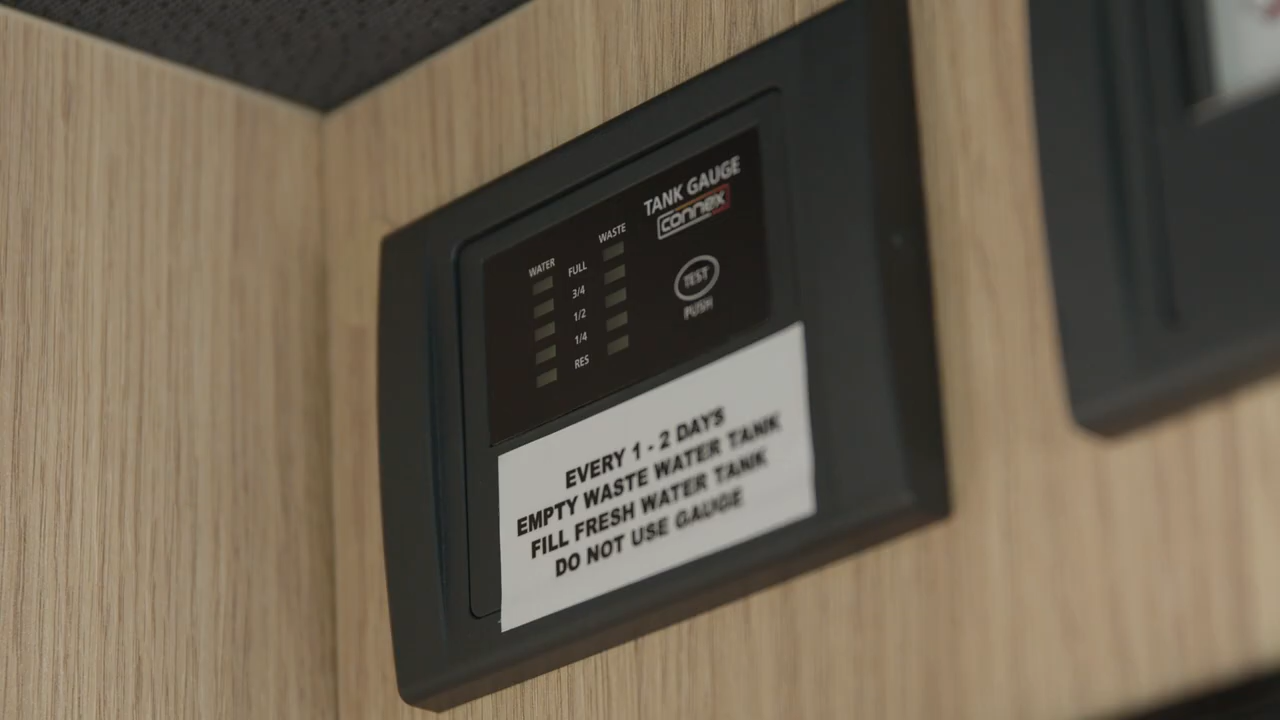 TANK GAUGE
connex
WATER
WASTE
FULL
3/4
1/2
1/4
RES
TEST
PUSH
EVERY 1 - 2 DAYS
EMPTY WASTE WATER TANK
FILL FRESH WATER TANK
DO NOT USE GAUGE